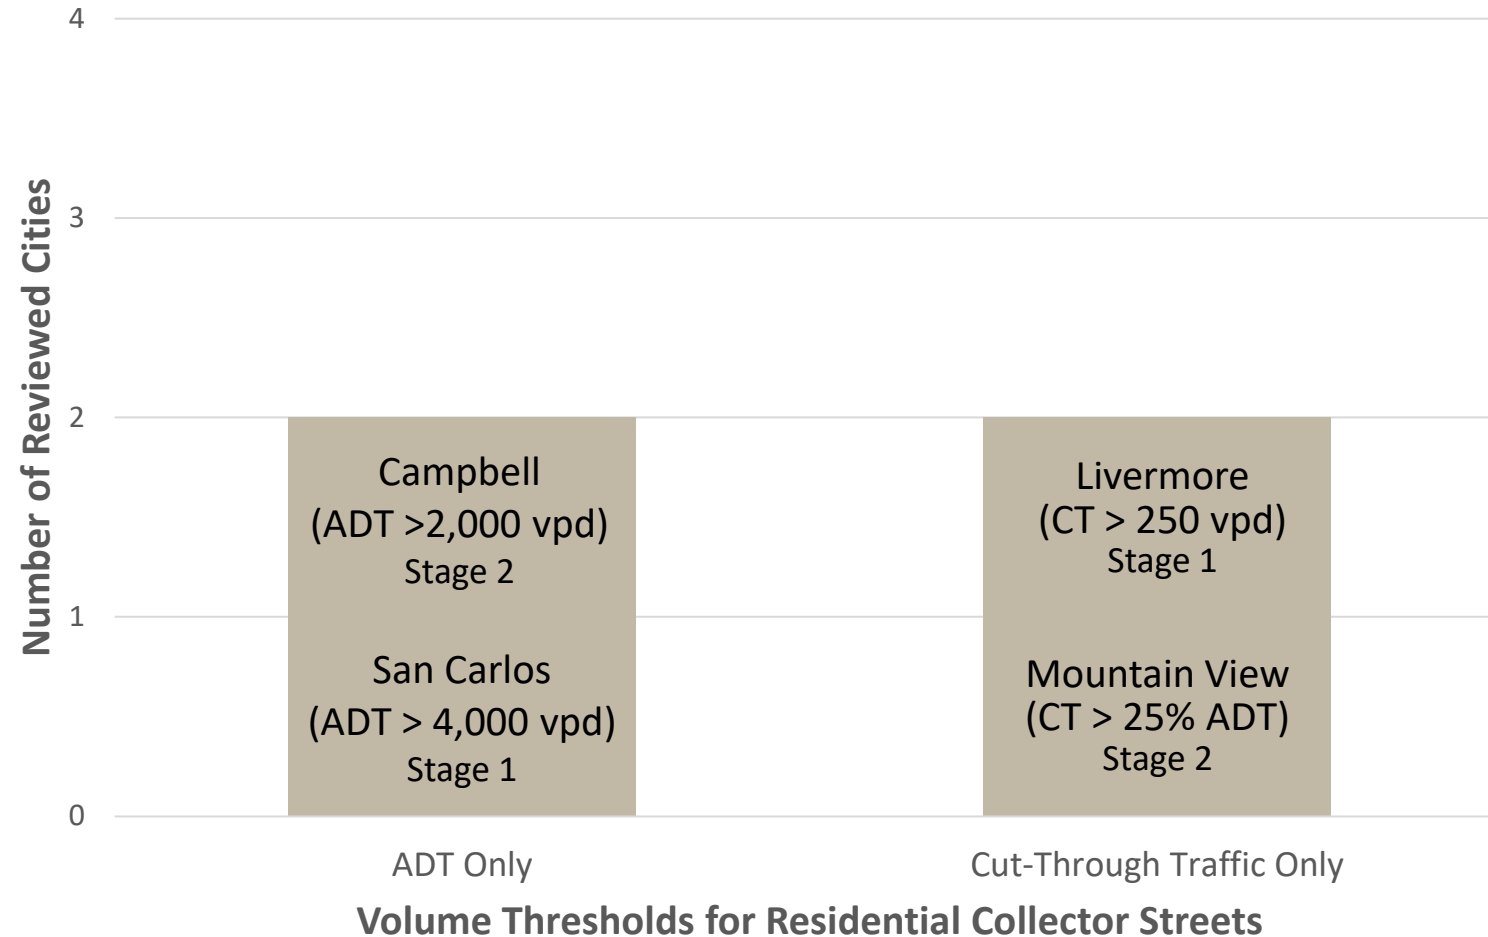 4
3
2
1
0
Number of Reviewed Cities
Campbell
(ADT >2,000 vpd)
Stage 2
San Carlos
(ADT > 4,000 vpd)
Stage 1
Livermore
(CT > 250 vpd)
Stage 1
Mountain View
(CT > 25% ADT)
Stage 2
ADT Only
Cut-Through Traffic Only
Volume Thresholds for Residential Collector Streets